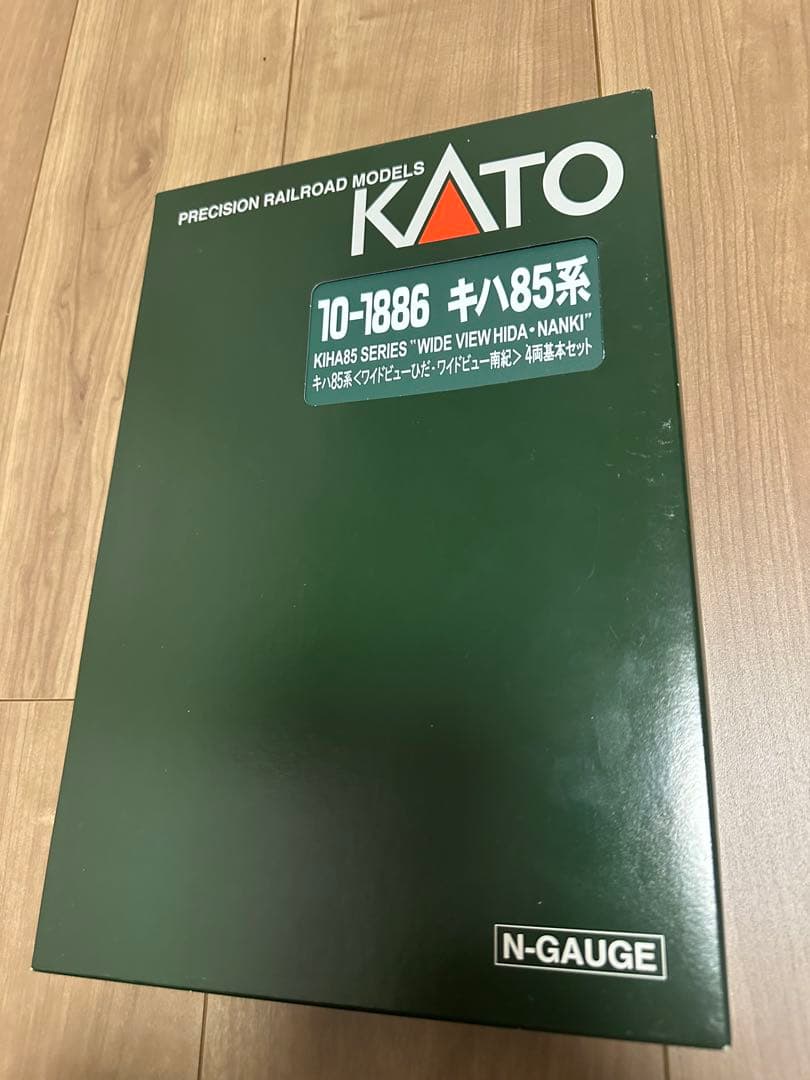 PRECISION RAILROAD MODELS
KATO
10-1886 キハ85系
KIHA85 SERIES "WIDE VIEW HIDA・NANKI"
キハ85系<ワイドビューひだ・ワイドビュー南紀> 4両基本セット
N-GAUGE